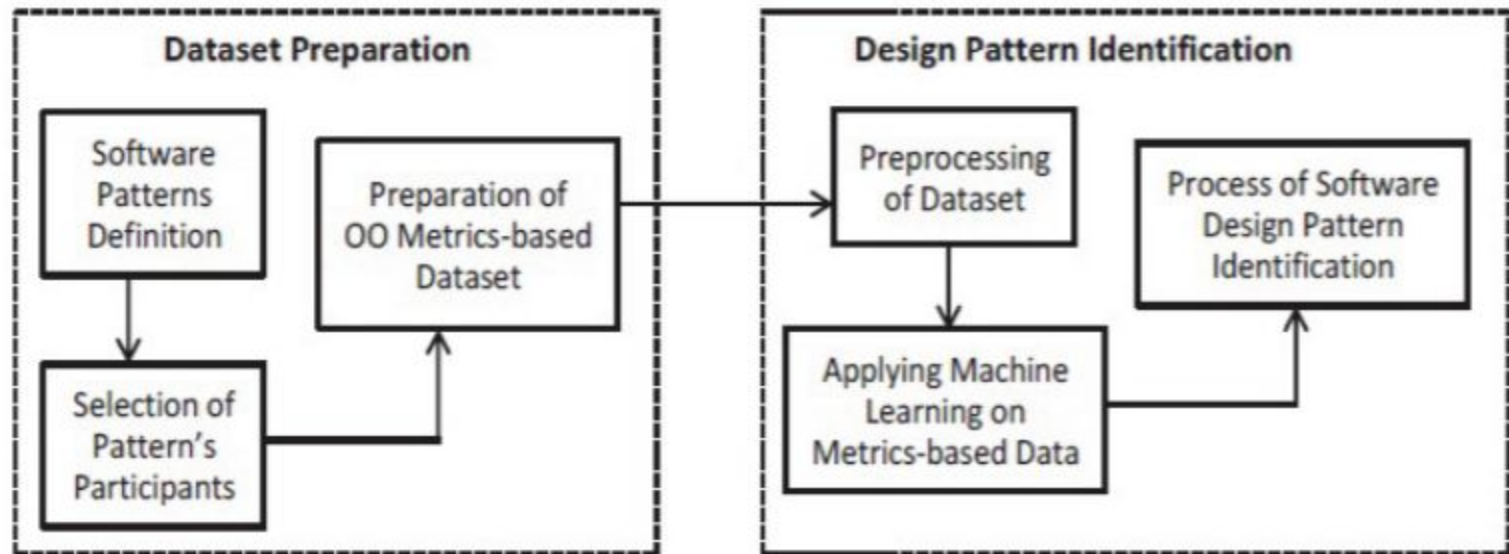 Dataset Preparation
Software
Patterns
Definition
Selection of
Pattern's
Participants
Preparation of
OO Metrics-based
Dataset
Design Pattern Identification
Preprocessing
of Dataset
Applying Machine
Learning on
Metrics-based Data
Process of Software
Design Pattern
Identification